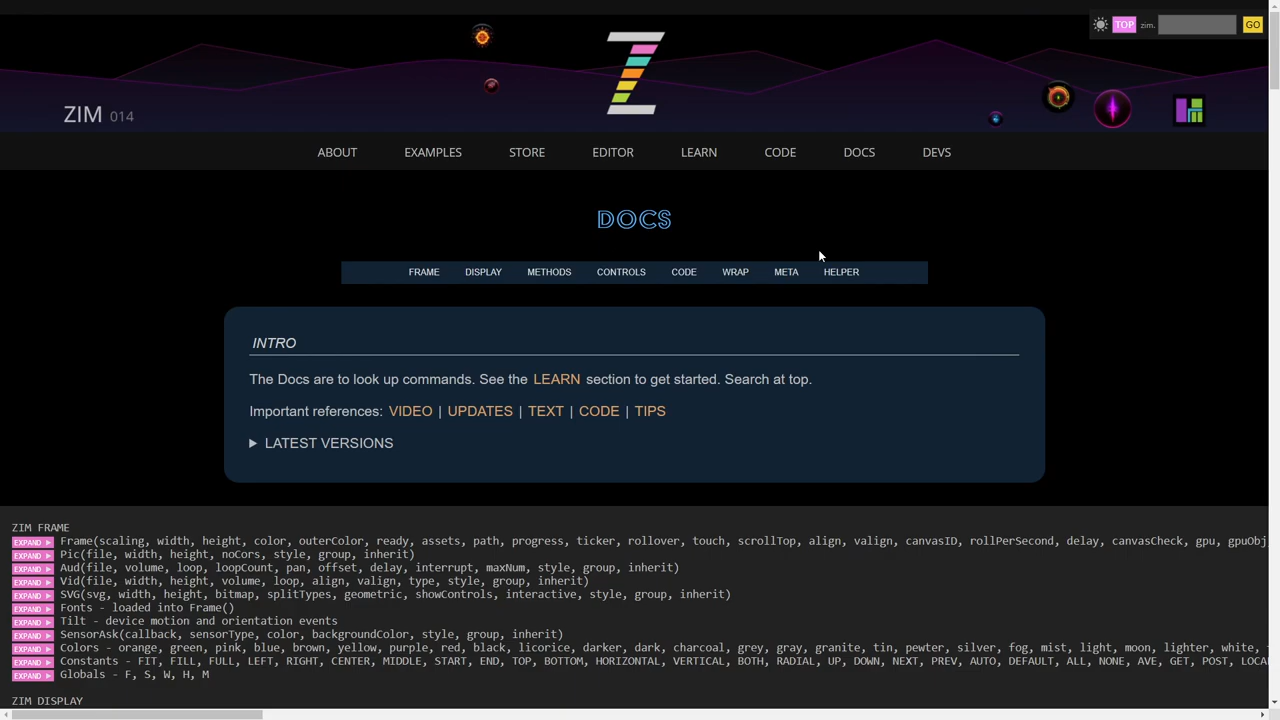 TOP zim. GO
ZIM 014
ABOUT EXAMPLES STORE EDITOR LEARN CODE DOCS DEVS
DOCS
FRAME DISPLAY METHODS CONTROLS CODE WRAP META HELPER
INTRO
The Docs are to look up commands. See the LEARN section to get started. Search at top.
Important references: VIDEO | UPDATES | TEXT | CODE | TIPS
▶ LATEST VERSIONS
ZIM FRAME
EXPAND ▶ Frame(scaling, width, height, color, outerColor, ready, assets, path, progress, ticker, rollover, touch, scrollTop, align, valign, canvasID, rollPerSecond, delay, canvasCheck, gpu, gpuObj,
EXPAND ▶ Pic(file, width, height, noCors, style, group, inherit)
EXPAND ▶ Aud(file, volume, loop, loopCount, pan, offset, delay, interrupt, maxNum, style, group, inherit)
EXPAND ▶ Vid(file, width, height, volume, loop, align, valign, type, style, group, inherit)
EXPAND ▶ SVG(svg, width, height, bitmap, splitTypes, geometric, showControls, interactive, style, group, inherit)
EXPAND ▶ Fonts - loaded into Frame()
EXPAND ▶ Tilt - device motion and orientation events
EXPAND ▶ SensorAsk(callback, sensorType, color, backgroundColor, style, group, inherit)
EXPAND ▶ Colors - orange, green, pink, blue, brown, yellow, purple, red, black, licorice, darker, dark, charcoal, grey, gray, granite, tin, pewter, silver, fog, mist, light, moon, lighter, white,
EXPAND ▶ Constants - FIT, FILL, FULL, LEFT, RIGHT, CENTER, MIDDLE, START, END, TOP, BOTTOM, HORIZONTAL, VERTICAL, BOTH, RADIAL, UP, DOWN, NEXT, PREV, AUTO, DEFAULT, ALL, NONE, AVE, GET, POST, LOCA
EXPAND ▶ Globals - F, S, W, H, M
ZIM DISPLAY